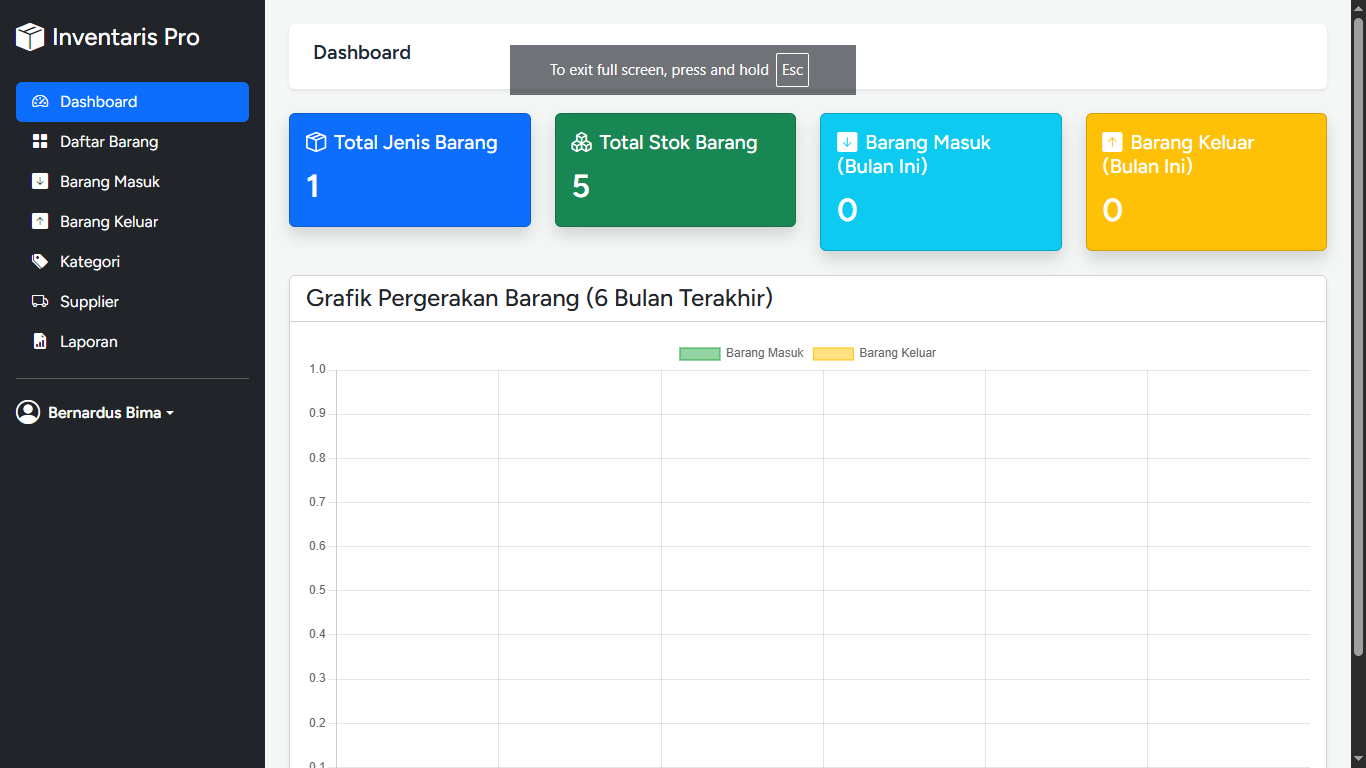 Inventaris Pro
Dashboard
Daftar Barang
Barang Masuk
Barang Keluar
Kategori
Supplier
Laporan
Bernardus Bima
Dashboard
To exit full screen, press and hold Esc
Total Jenis Barang
1
Total Stok Barang
5
Barang Masuk
(Bulan Ini)
0
Barang Keluar
(Bulan Ini)
0
Grafik Pergerakan Barang (6 Bulan Terakhir)
Barang Masuk Barang Keluar
1.0
0.9
0.8
0.7
0.6
0.5
0.4
0.3
0.2
0.1